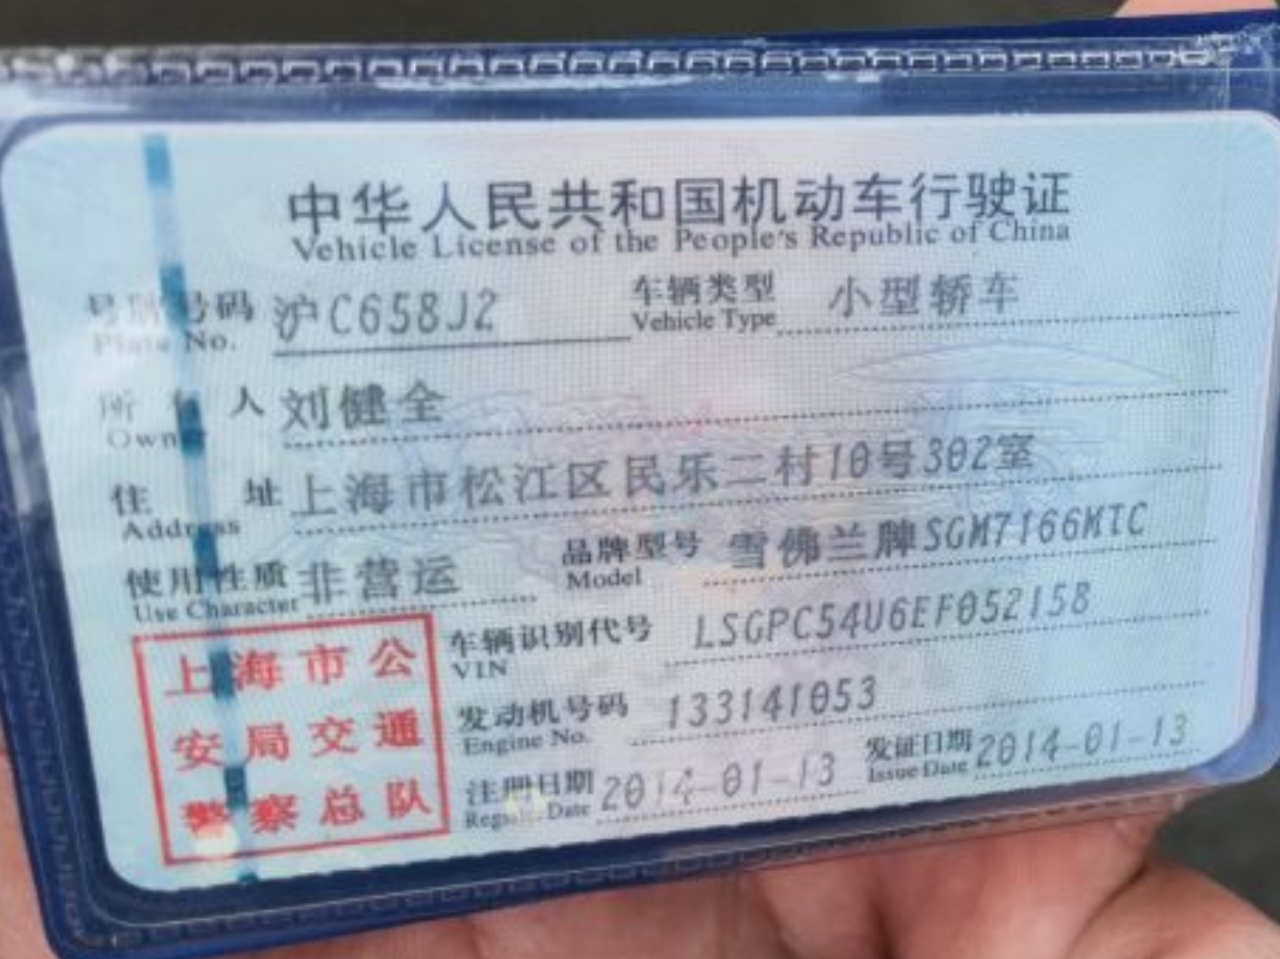 中华人民共和国机动车行驶证
Vehicle License of the People's Republic of China
号牌号码 沪C658J2 车辆类型 小型轿车
Plate No. Vehicle Type
所有人 刘健全
Owner
住址 上海市松江区民乐二村10号302室
Address
使用性质 非营运 品牌型号 雪佛兰牌SGM7166MTC
Use Character Model
车辆识别代号 LSGPC54U6EF052158
VIN
发动机号码 133141053
Engine No.
注册日期 2014-01-13 发证日期 2014-01-13
Register Date Issue Date
上海市公
安局交通
警察总队